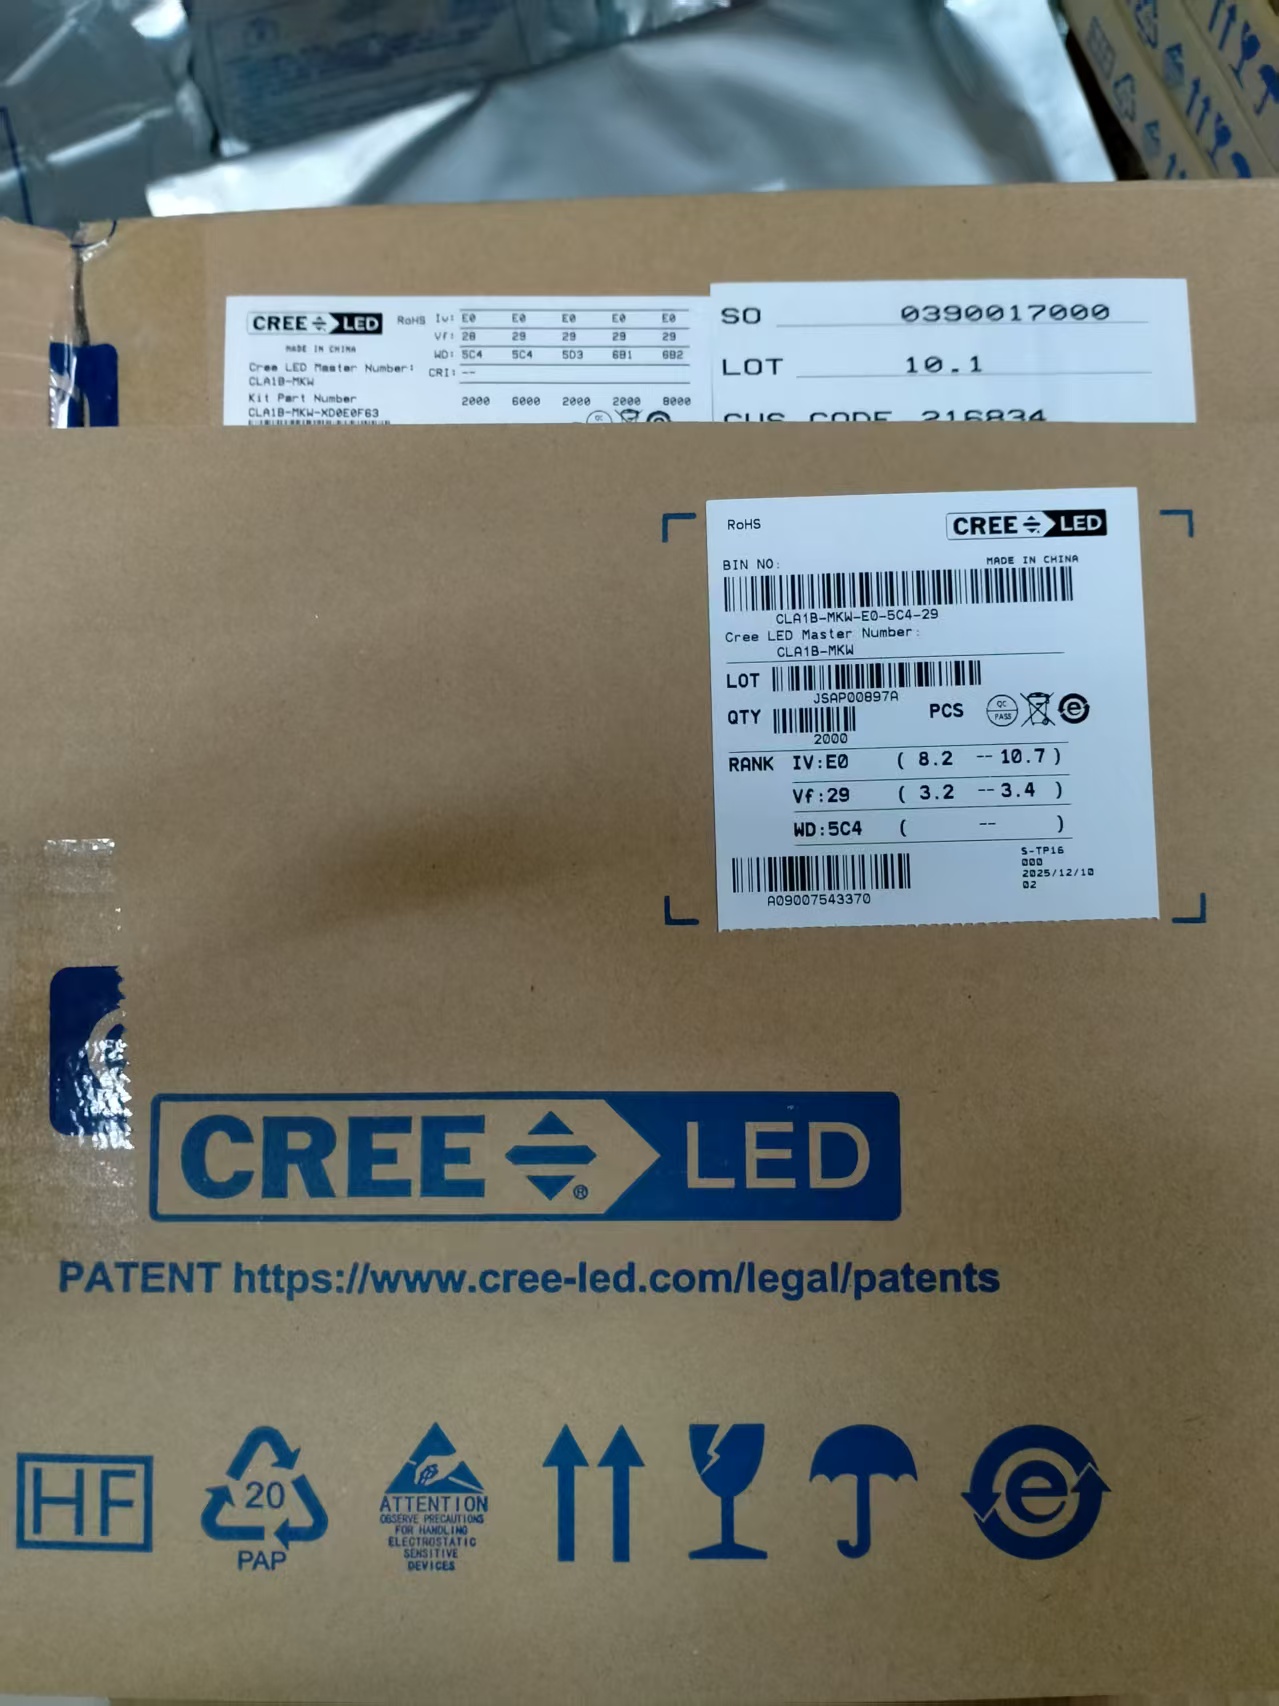 CREE LED
RoHS
MADE IN CHINA
Cree LED Master Number:
CLA1B-MKW
Kit Part Number
CLA1B-MKW-XD0E0F63
Iv: E0 E0 E0 E0 E0
Vf: 28 29 29 29 29
WD: 5C4 5C4 5D3 6B1 6B2
CRI: --
2000 6000 2000 2000 8000
SO 0390017000
LOT 10.1
CUS CODE 216834
RoHS
CREE LED
BIN NO:
MADE IN CHINA
CLA1B-MKW-E0-5C4-29
Cree LED Master Number:
CLA1B-MKW
LOT
JSAP00897A
QTY
PCS
QC
PASS
2000
RANK IV:E0 ( 8.2 -- 10.7 )
Vf:29 ( 3.2 -- 3.4 )
WD:5C4 ( -- )
S-TP16
000
2025/12/10
02
A09007543370
CREE ® LED
PATENT https://www.cree-led.com/legal/patents
HF
20
PAP
ATTENTION
OBSERVE PRECAUTIONS
FOR HANDLING
ELECTROSTATIC
SENSITIVE
DEVICES
e